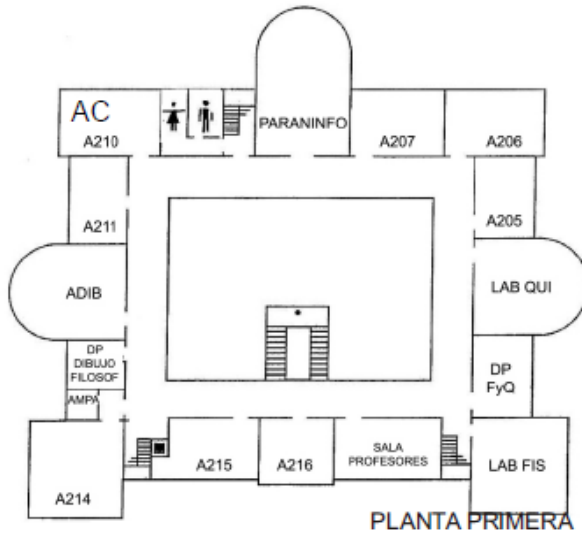 AC
A210
PARANINFO
A207
A206
A211
A205
ADIB
LAB QUI
DP
DIBUJO
FILOSOF
DP
FyQ
AMPA
A214
A215
A216
SALA
PROFESORES
LAB FIS
PLANTA PRIMERA